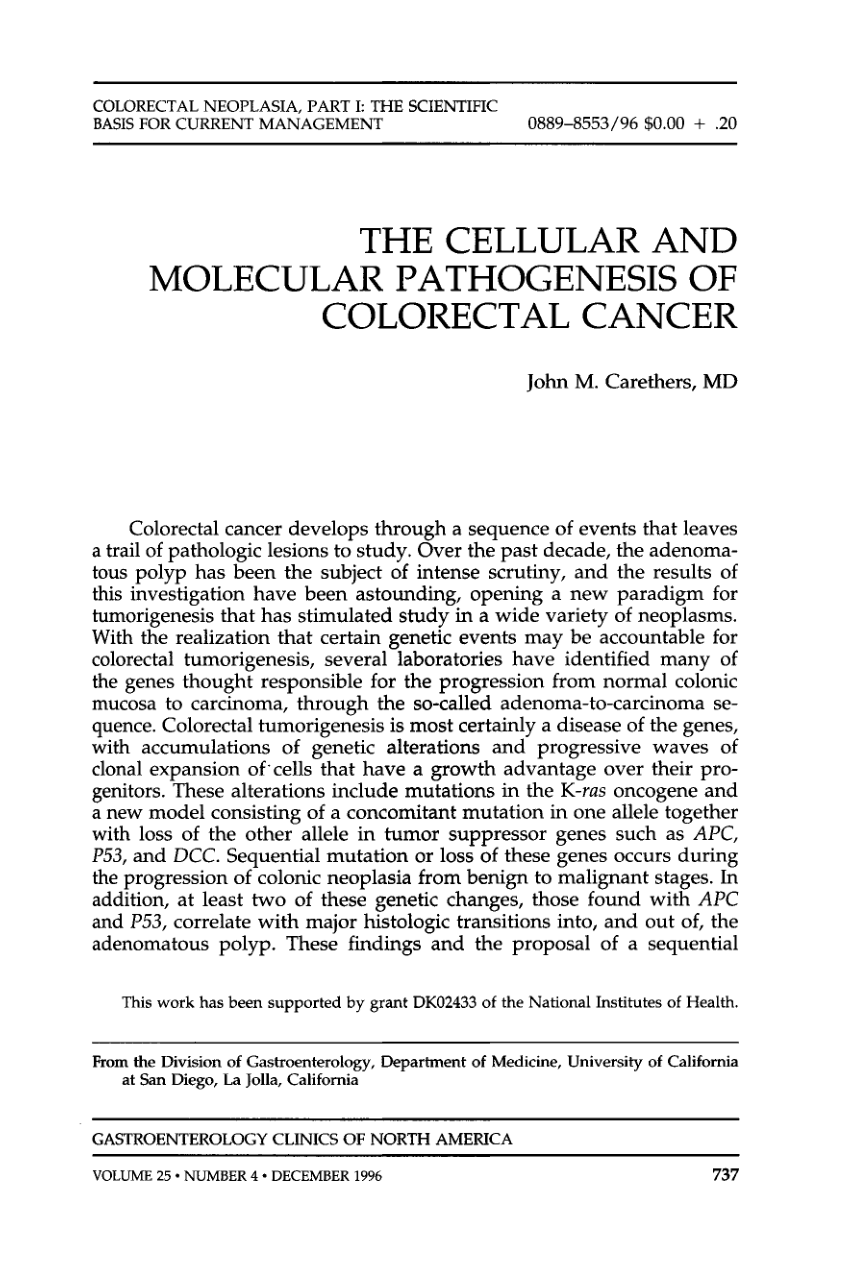 COLORECTAL NEOPLASIA, PART I: THE SCIENTIFIC
BASIS FOR CURRENT MANAGEMENT 0889–8553/96 $0.00 + .20
THE CELLULAR AND
MOLECULAR PATHOGENESIS OF
COLORECTAL CANCER
John M. Carethers, MD
Colorectal cancer develops through a sequence of events that leaves
a trail of pathologic lesions to study. Over the past decade, the adenoma-
tous polyp has been the subject of intense scrutiny, and the results of
this investigation have been astounding, opening a new paradigm for
tumorigenesis that has stimulated study in a wide variety of neoplasms.
With the realization that certain genetic events may be accountable for
colorectal tumorigenesis, several laboratories have identified many of
the genes thought responsible for the progression from normal colonic
mucosa to carcinoma, through the so-called adenoma-to-carcinoma se-
quence. Colorectal tumorigenesis is most certainly a disease of the genes,
with accumulations of genetic alterations and progressive waves of
clonal expansion of cells that have a growth advantage over their pro-
genitors. These alterations include mutations in the K-ras oncogene and
a new model consisting of a concomitant mutation in one allele together
with loss of the other allele in tumor suppressor genes such as APC,
P53, and DCC. Sequential mutation or loss of these genes occurs during
the progression of colonic neoplasia from benign to malignant stages. In
addition, at least two of these genetic changes, those found with APC
and P53, correlate with major histologic transitions into, and out of, the
adenomatous polyp. These findings and the proposal of a sequential
This work has been supported by grant DK02433 of the National Institutes of Health.
From the Division of Gastroenterology, Department of Medicine, University of California
at San Diego, La Jolla, California
GASTROENTEROLOGY CLINICS OF NORTH AMERICA
VOLUME 25 • NUMBER 4 • DECEMBER 1996 737